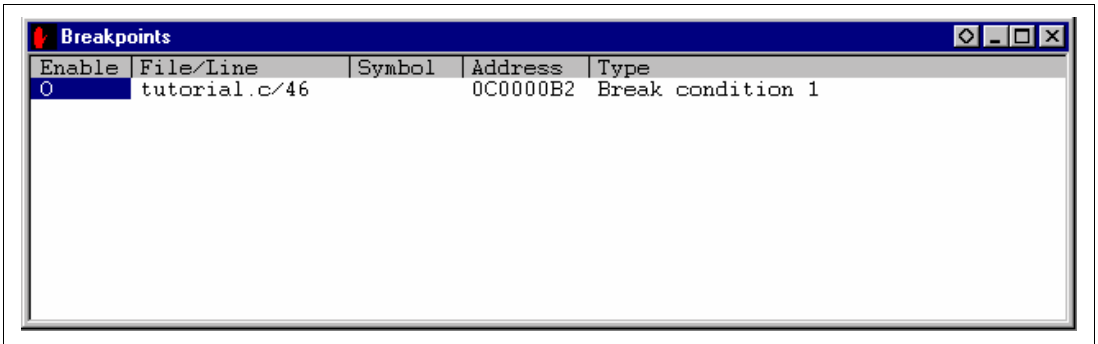 Breakpoints
Enable |File/Line |Symbol |Address |Type
O tutorial.c/46 0C0000B2 Break condition 1